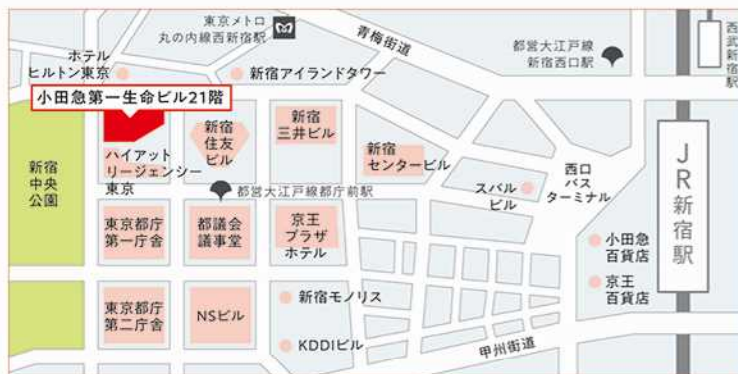 東京メトロ
丸の内線西新宿駅
青梅街道
都営大江戸線
新宿西口駅
西武新宿駅
ホテル
ヒルトン東京
新宿アイランドタワー
小田急第一生命ビル21階
新宿
中央
公園
ハイアット
リージェンシー
東京
新宿
住友
ビル
新宿
三井ビル
新宿
センタービル
都営大江戸線都庁前駅
スバル
ビル
西口
バス
ターミナル
JR新宿駅
東京都庁
第一庁舎
都議会
議事堂
京王
プラザ
ホテル
小田急
百貨店
京王
百貨店
東京都庁
第二庁舎
NSビル
新宿モノリス
KDDIビル
甲州街道